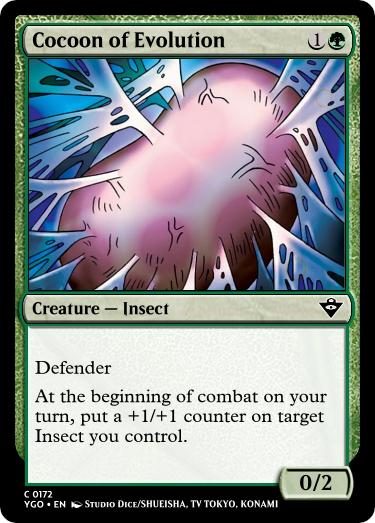 Cocoon of Evolution 1
Creature — Insect
Defender
At the beginning of combat on your
turn, put a +1/+1 counter on target
Insect you control.
0/2
C 0172
YGO • EN Studio Dice/SHUEISHA, TV TOKYO, KONAMI